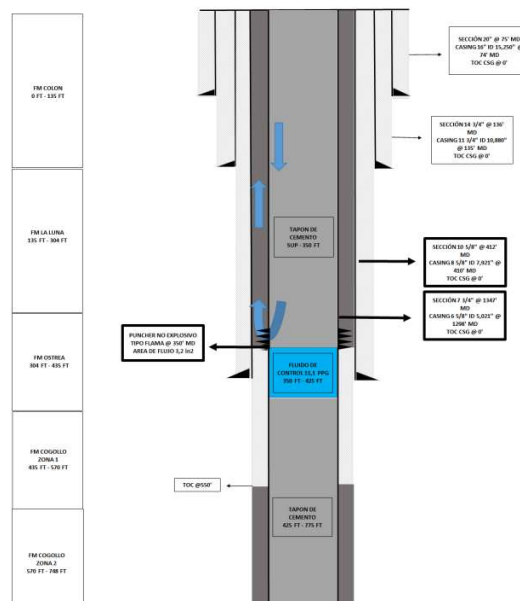 FM COLON
0 FT - 135 FT
FM LA LUNA
135 FT - 304 FT
FM OSTREA
304 FT - 435 FT
FM COGOLLO
ZONA 1
435 FT - 570 FT
FM COGOLLO
ZONA 2
570 FT - 748 FT
PUNCHER NO EXPLOSIVO
TIPO FLAMA @ 350' MD
AREA DE FLUJO 3,2 in2
TOC @550'
TAPON DE
CEMENTO
SUP - 350 FT
FLUIDO DE
CONTROL 11,1 PPG
350 FT - 425 FT
TAPON DE
CEMENTO
425 FT - 775 FT
SECCIÓN 20" @ 75' MD
CASING 16" ID 15,250" @
74' MD
TOC CSG @ 0'
SECCIÓN 14 3/4" @ 136'
MD
CASING 11 3/4" ID 10,880"
@ 135' MD
TOC CSG @ 0'
SECCIÓN 10 5/8" @ 412'
MD
CASING 8 5/8" ID 7,921" @
410' MD
TOC CSG @ 0'
SECCIÓN 7 3/4" @ 1347'
MD
CASING 6 5/8" ID 5,021" @
1298' MD
TOC CSG @ 0'